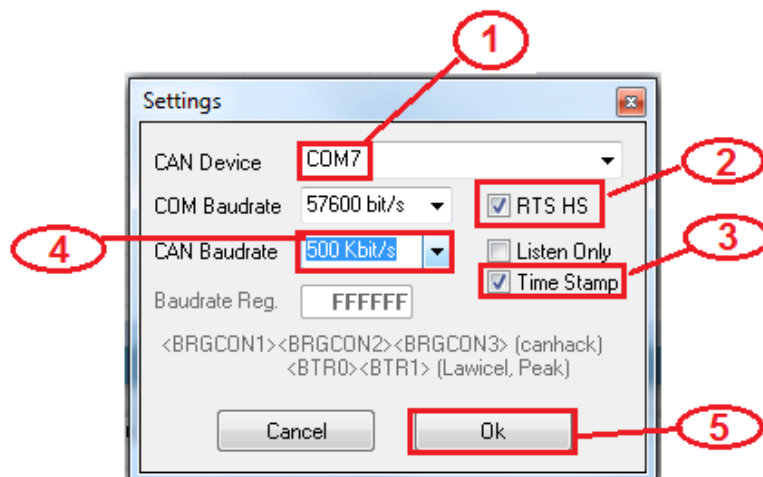 1
Settings
CAN Device COM7
2
COM Baudrate 57600 bit/s RTS HS
3
4
CAN Baudrate 500 Kbit/s Listen Only
Time Stamp
Baudrate Reg. FFFFFF
<BRGCON1><BRGCON2><BRGCON3> (canhack)
<BTR0><BTR1> (Lawicel, Peak)
Cancel Ok
5